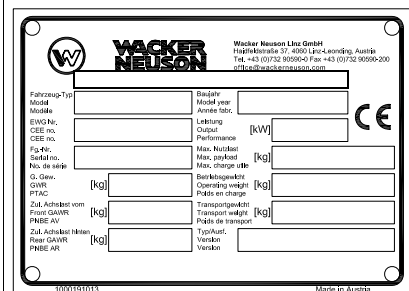 WACKER
NEUSON
Wacker Neuson Linz GmbH
Haidfeldstraße 37, 4060 Linz-Leonding, Austria
Tel. +43 (0)732 90590-0 Fax +43 (0)732 90590-200
office@wackerneuson.com
Fahrzeug-Typ
Model
Modèle
Baujahr
Model year
Année fabr.
EWG Nr.
CEE no.
CEE no.
Leistung
Output [kW]
Performance
CE
Fg.-Nr.
Serial no.
No. de série
Max. Nutzlast
Max. payload [kg]
Max. charge utile
G. Gew.
GWR [kg]
PTAC
Betriebsgewicht
Operating weight [kg]
Poids en charge
Zul. Achslast vorn
Front GAWR [kg]
PNBE AV
Transportgewicht
Transport weight [kg]
Poids de transport
Zul. Achslast hinten
Rear GAWR [kg]
PNBE AR
Typ/Ausf.
Version
Version
1000191013
Made in Austria